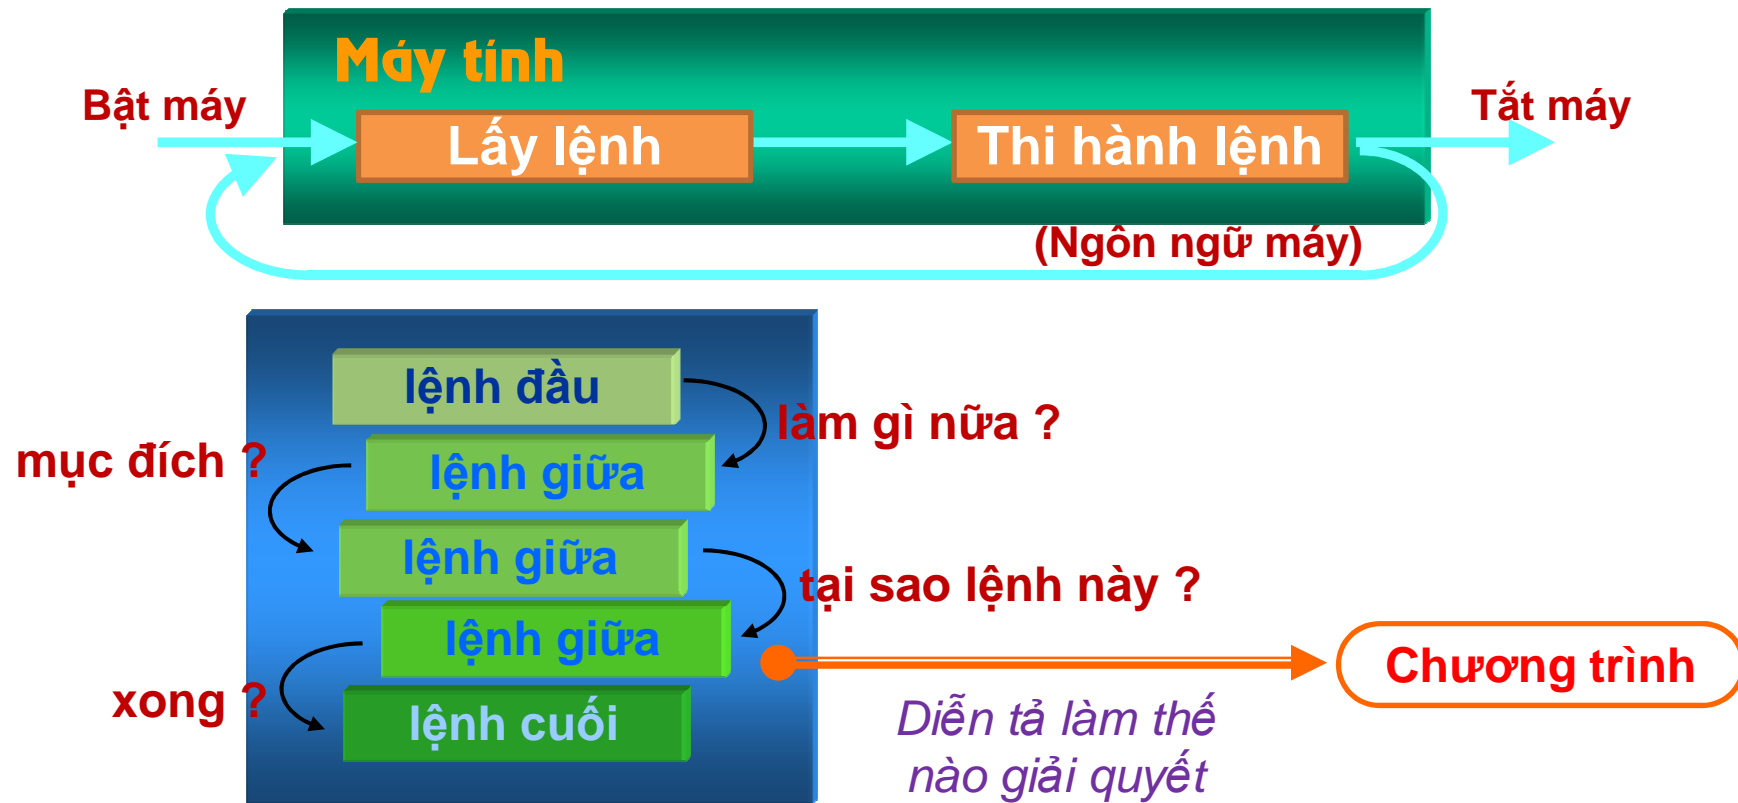 Máy tính
Bật máy
Lấy lệnh
Thi hành lệnh
Tắt máy
(Ngôn ngữ máy)
lệnh đầu
làm gì nữa ?
mục đích ?
lệnh giữa
lệnh giữa
tại sao lệnh này ?
lệnh giữa
Chương trình
xong ?
lệnh cuối
Diễn tả làm thế
nào giải quyết